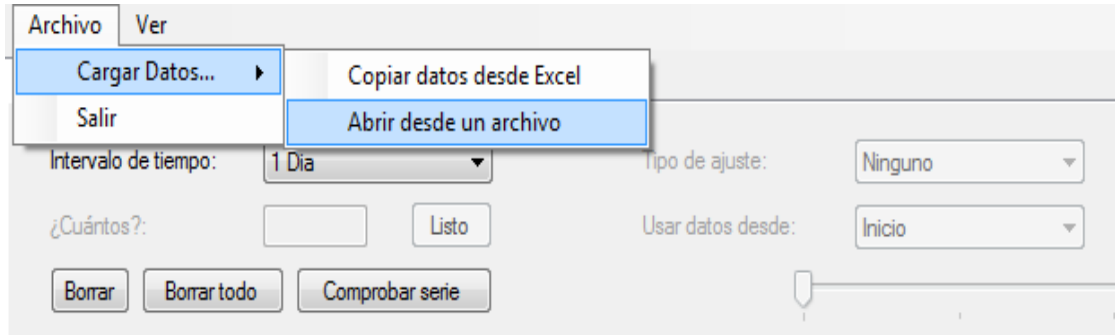 Archivo Ver
Cargar Datos...
Copiar datos desde Excel
Salir
Abrir desde un archivo
Intervalo de tiempo: 1 Dia
Tipo de ajuste: Ninguno
¿Cuántos?: Listo
Usar datos desde: Inicio
Borrar Borrar todo Comprobar serie